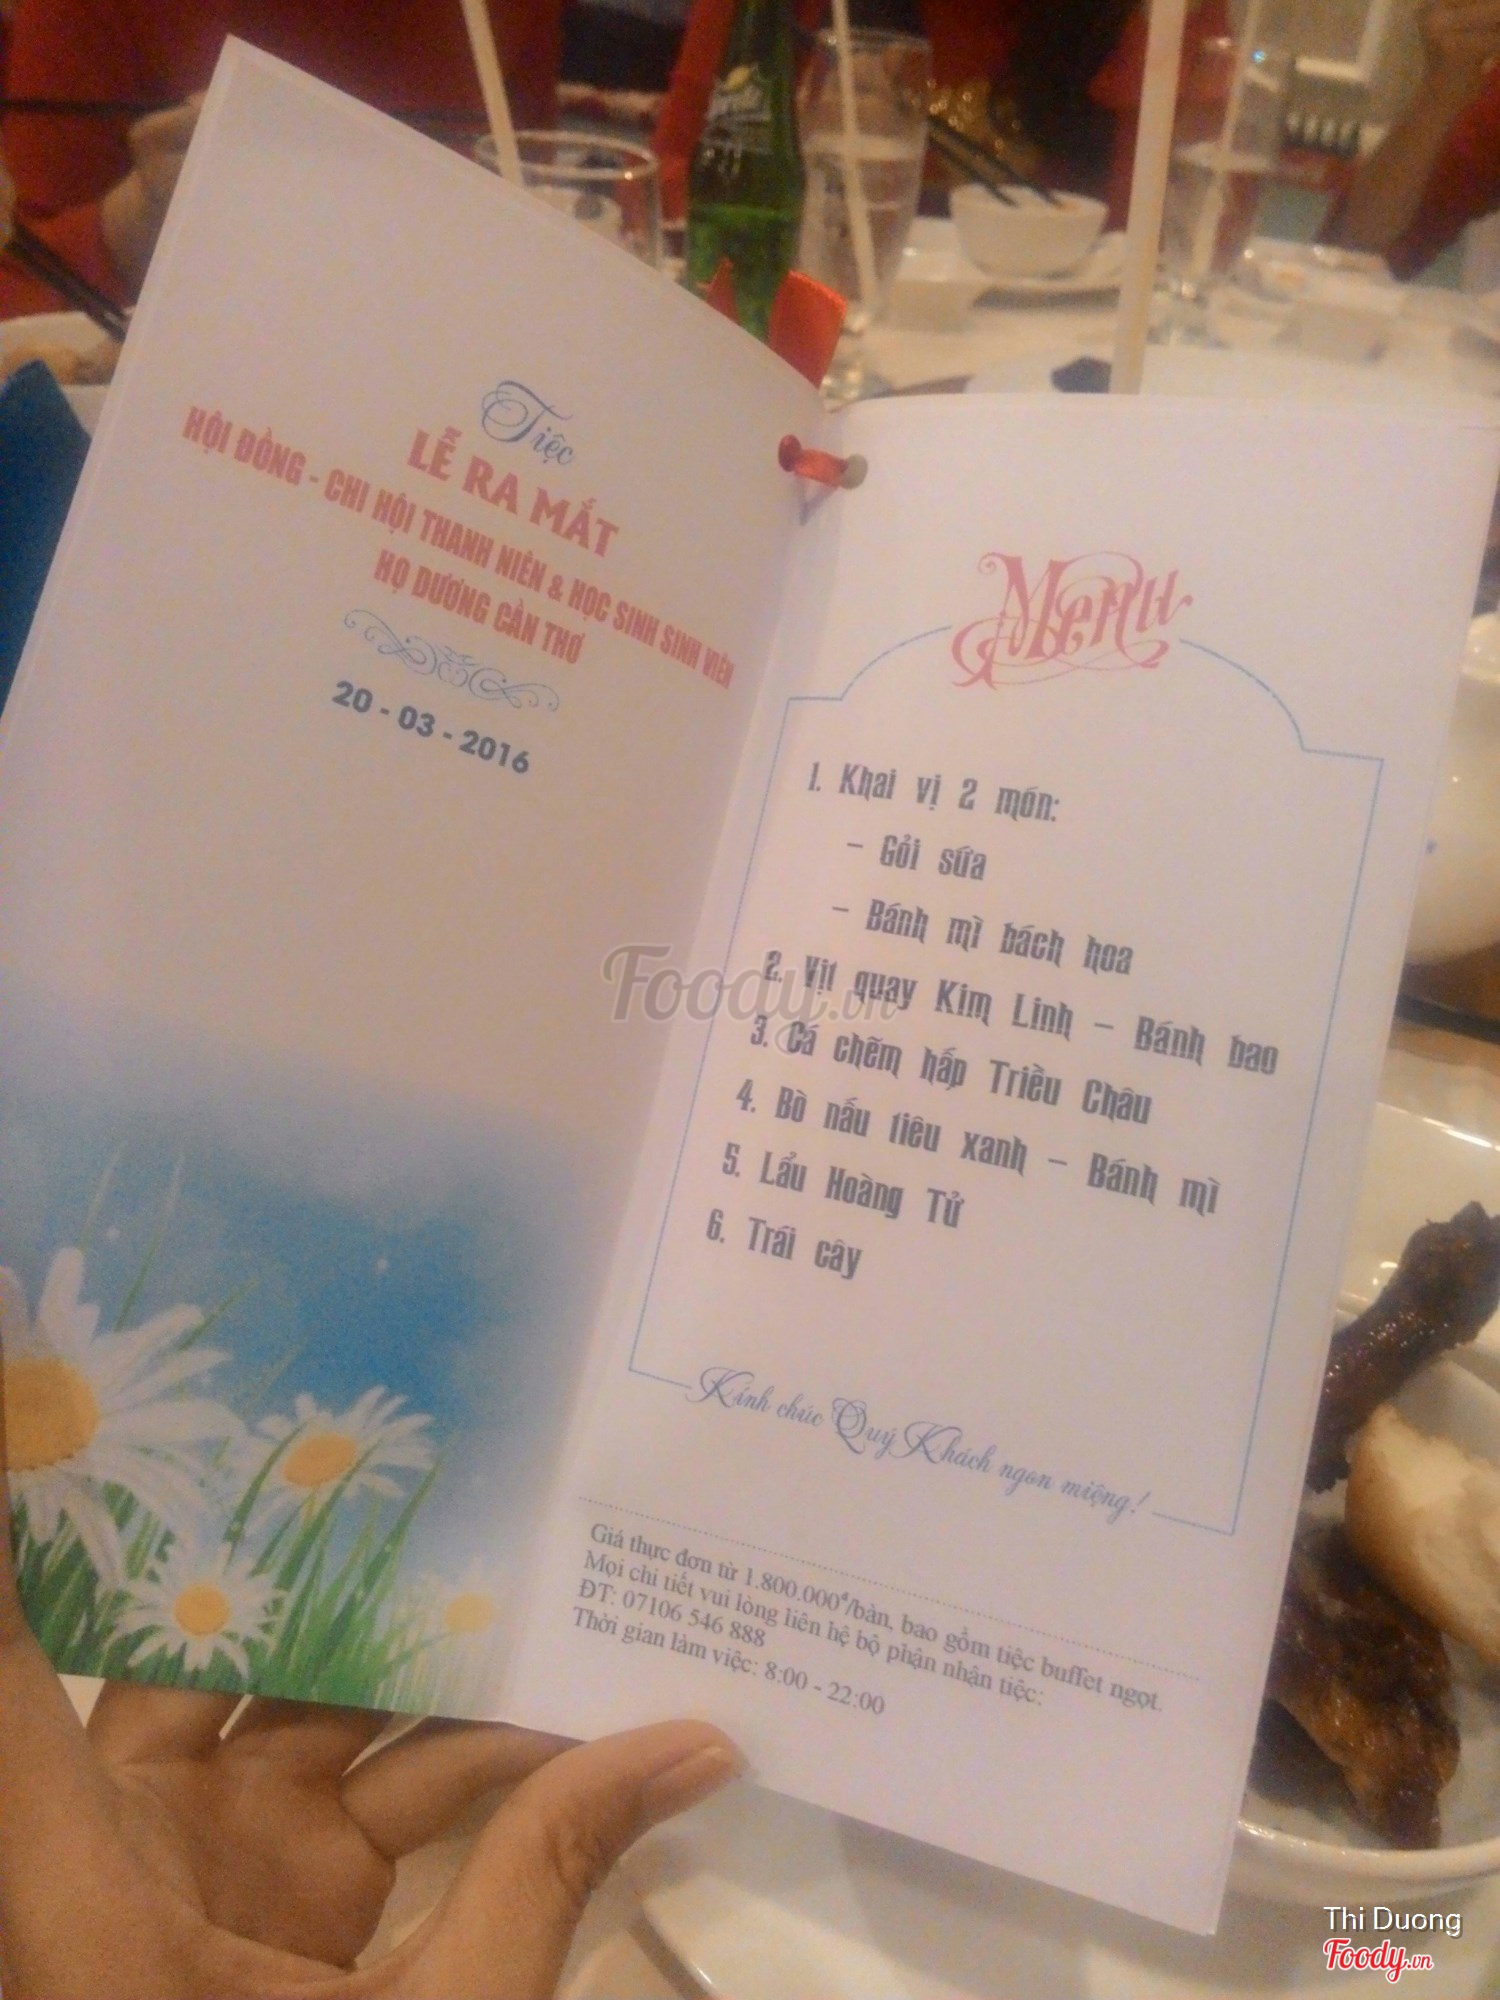 Tiệc
LỄ RA MẮT
HỘI ĐỒNG - CHI HỘI THANH NIÊN & HỌC SINH SINH VIÊN
HỌ DƯƠNG CẦN THƠ
20 - 03 - 2016
Menu
1. Khai vị 2 món:
- Gỏi sứa
- Bánh mì bách hoa
2. Vịt quay Kim Linh - Bánh bao
3. Cá chẽm hấp Triều Châu
4. Bò nấu tiêu xanh - Bánh mì
5. Lẩu Hoàng Tử
6. Trái cây
Kính chúc Quý Khách ngon miệng!
Giá thực đơn từ 1.800.000đ/bàn, bao gồm tiệc buffet ngọt.
Mọi chi tiết vui lòng liên hệ bộ phận nhận tiệc:
ĐT: 07106 546 888
Thời gian làm việc: 8:00 - 22:00
Sprite
Foody.vn
Thi Duong
Foody.vn